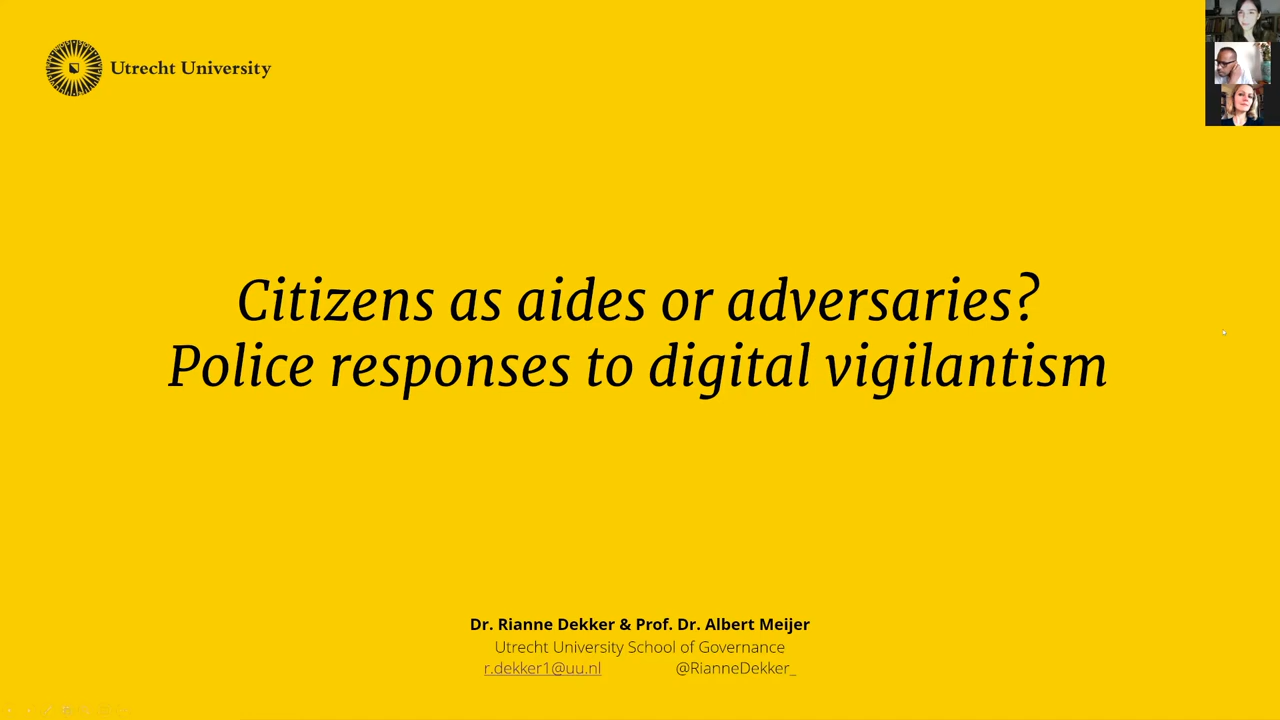 Utrecht University
Citizens as aides or adversaries?
Police responses to digital vigilantism
Dr. Rianne Dekker & Prof. Dr. Albert Meijer
Utrecht University School of Governance
r.dekker1@uu.nl @RianneDekker_